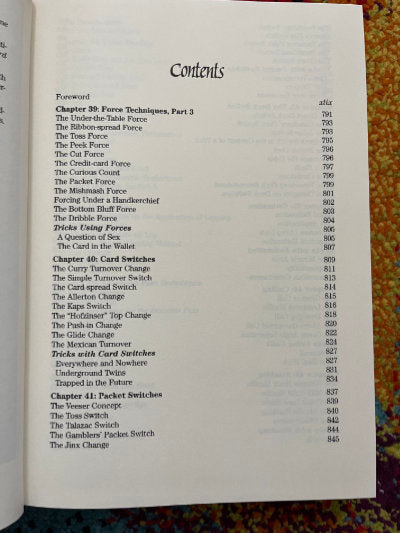 Contents
Foreword xlix
Chapter 39: Force Techniques, Part 3 791
The Under-the-Table Force 793
The Ribbon-spread Force 793
The Toss Force 795
The Peek Force 796
The Cut Force 796
The Credit-card Force 797
The Curious Count 799
The Packet Force 799
The Mishmash Force 801
Forcing Under a Handkerchief 802
The Bottom Bluff Force 803
The Dribble Force 804
Tricks Using Forces 805
A Question of Sex 805
The Card in the Wallet 807
Chapter 40: Card Switches 809
The Curry Turnover Change 811
The Simple Turnover Switch 813
The Card-spread Switch 814
The Allerton Change 815
The Kaps Switch 816
The "Hofzinser" Top Change 818
The Push-in Change 820
The Glide Change 822
The Mexican Turnover 824
Tricks with Card Switches 827
Everywhere and Nowhere 827
Underground Twins 831
Trapped in the Future 834
Chapter 41: Packet Switches 837
The Veeser Concept 839
The Toss Switch 840
The Talazac Switch 842
The Gamblers' Packet Switch 844
The Jinx Change 845